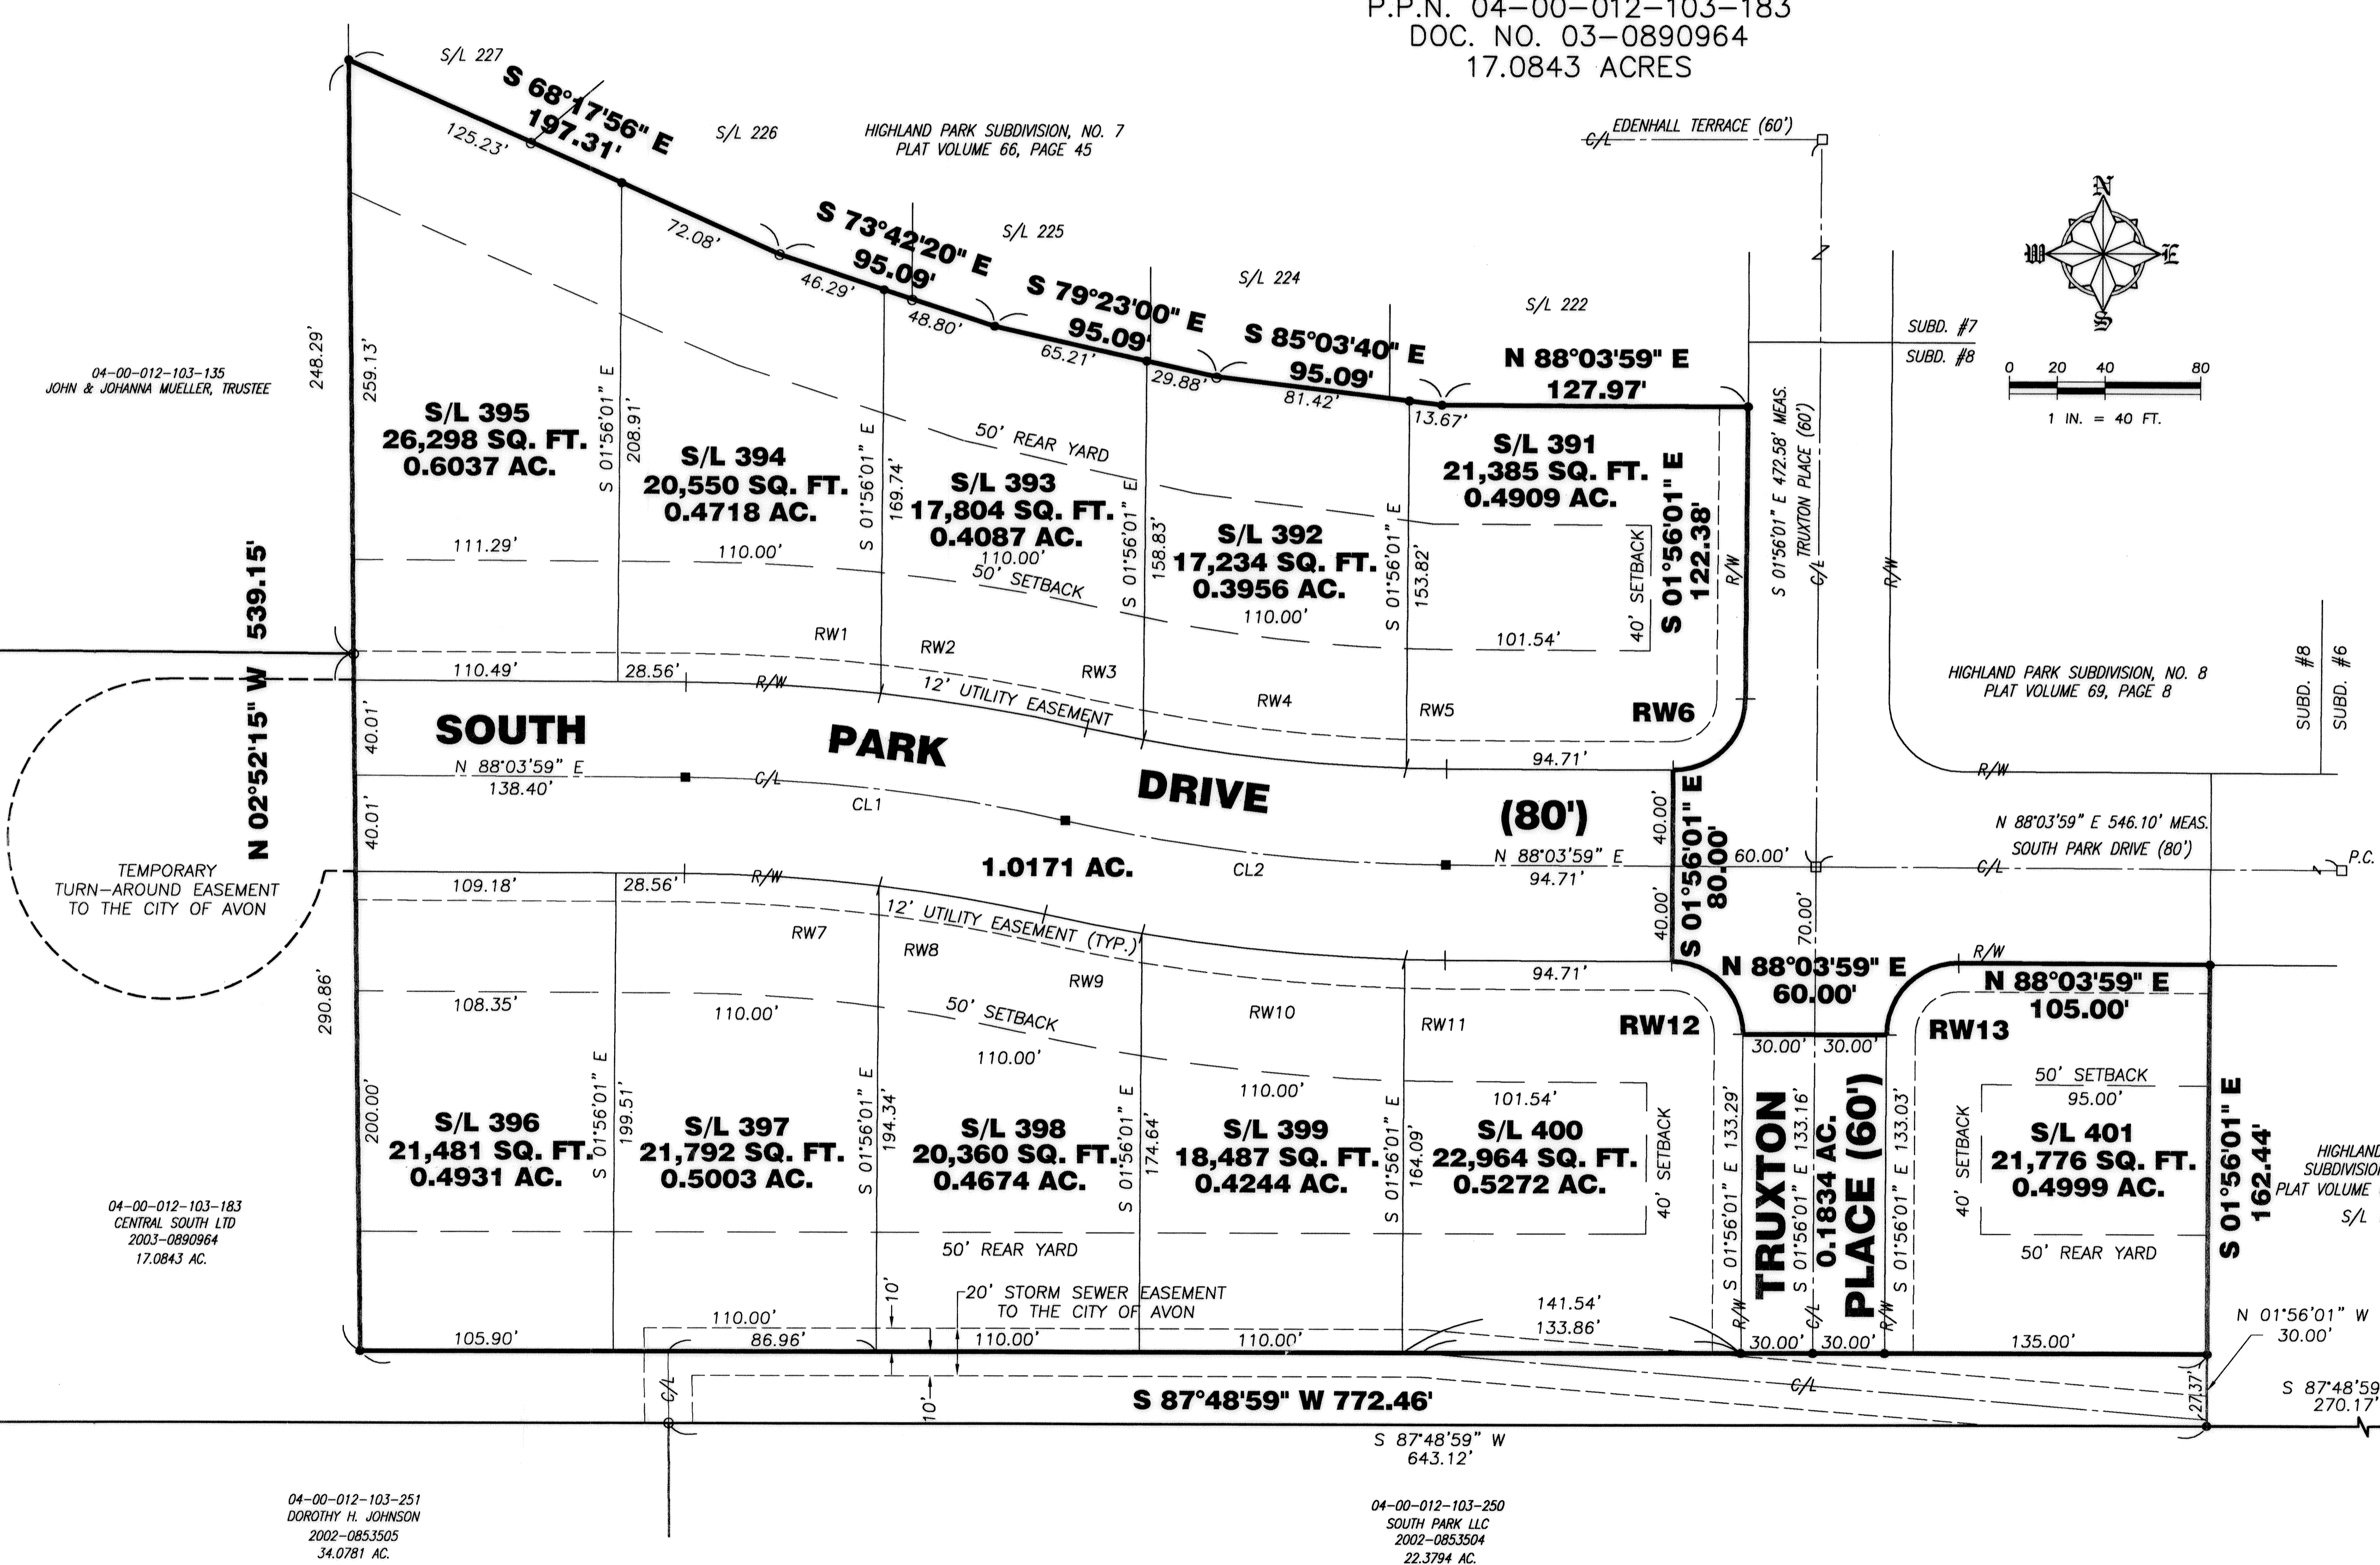 P.P.N. 04-00-012-103-183
DOC. NO. 03-0890964
17.0843 ACRES
S/L 227
S 68°17'56" E
197.31'
125.23'
S/L 226
HIGHLAND PARK SUBDIVISION, NO. 7
PLAT VOLUME 66, PAGE 45
C/L
EDENHALL TERRACE (60')
72.08'
S 73°42'20" E
95.09'
46.29'
S/L 225
48.80'
S 79°23'00" E
95.09'
65.21'
S/L 224
29.88'
S 85°03'40" E
95.09'
81.42'
13.67'
S/L 222
N 88°03'59" E
127.97'
N
W
E
S
SUBD. #7
SUBD. #8
0 20 40 80
1 IN. = 40 FT.
04-00-012-103-135
JOHN & JOHANNA MUELLER, TRUSTEE
248.29'
259.13'
N 02°52'15" W 539.15'
S/L 395
26,298 SQ. FT.
0.6037 AC.
111.29'
S 01°56'01" E
208.91'
S/L 394
20,550 SQ. FT.
0.4718 AC.
110.00'
S 01°56'01" E
169.74'
50' REAR YARD
S/L 393
17,804 SQ. FT.
0.4087 AC.
110.00'
50' SETBACK
S 01°56'01" E
158.83'
S/L 392
17,234 SQ. FT.
0.3956 AC.
110.00'
S 01°56'01" E
153.82'
S/L 391
21,385 SQ. FT.
0.4909 AC.
101.54'
40' SETBACK
S 01°56'01" E
122.38'
R/W
S 01°56'01" E 472.58' MEAS.
TRUXTON PLACE (60')
C/L
R/W
HIGHLAND PARK SUBDIVISION, NO. 8
PLAT VOLUME 69, PAGE 8
SUBD. #8
SUBD. #6
110.49'
28.56'
R/W
RW1
RW2
RW3
RW4
RW5
RW6
12' UTILITY EASEMENT
94.71'
R/W
40.01'
40.01'
SOUTH PARK DRIVE (80')
N 88°03'59" E
138.40'
C/L
CL1
1.0171 AC.
CL2
N 88°03'59" E
94.71'
40.00'
40.00'
S 01°56'01" E
80.00'
60.00'
70.00'
N 88°03'59" E 546.10' MEAS.
SOUTH PARK DRIVE (80')
C/L
P.C.
TEMPORARY
TURN-AROUND EASEMENT
TO THE CITY OF AVON
109.18'
28.56'
R/W
12' UTILITY EASEMENT (TYP.)
RW7
RW8
RW9
RW10
RW11
RW12
94.71'
N 88°03'59" E
60.00'
30.00'
30.00'
RW13
R/W
N 88°03'59" E
105.00'
290.86'
200.00'
108.35'
110.00'
50' SETBACK
110.00'
110.00'
101.54'
50' SETBACK
95.00'
S/L 396
21,481 SQ. FT.
0.4931 AC.
S 01°56'01" E
199.51'
S/L 397
21,792 SQ. FT.
0.5003 AC.
S 01°56'01" E
194.34'
S/L 398
20,360 SQ. FT.
0.4674 AC.
S 01°56'01" E
174.64'
S/L 399
18,487 SQ. FT.
0.4244 AC.
S 01°56'01" E
164.09'
S/L 400
22,964 SQ. FT.
0.5272 AC.
40' SETBACK
S 01°56'01" E 133.29'
TRUXTON
S 01°56'01" E 133.16'
0.1834 AC.
PLACE (60')
S 01°56'01" E 133.03'
40' SETBACK
S/L 401
21,776 SQ. FT.
0.4999 AC.
50' REAR YARD
S 01°56'01" E
162.44'
HIGHLAND
SUBDIVISION
PLAT VOLUME
S/L
04-00-012-103-183
CENTRAL SOUTH LTD
2003-0890964
17.0843 AC.
50' REAR YARD
10'
20' STORM SEWER EASEMENT
TO THE CITY OF AVON
110.00'
105.90'
86.96'
110.00'
110.00'
141.54'
133.86'
R/W
C/L
R/W
30.00'
30.00'
135.00'
N 01°56'01" W
30.00'
C/L
10'
S 87°48'59" W 772.46'
C/L
27.37'
S 87°48'59
270.17'
S 87°48'59" W
643.12'
04-00-012-103-251
DOROTHY H. JOHNSON
2002-0853505
34.0781 AC.
04-00-012-103-250
SOUTH PARK LLC
2002-0853504
22.3794 AC.